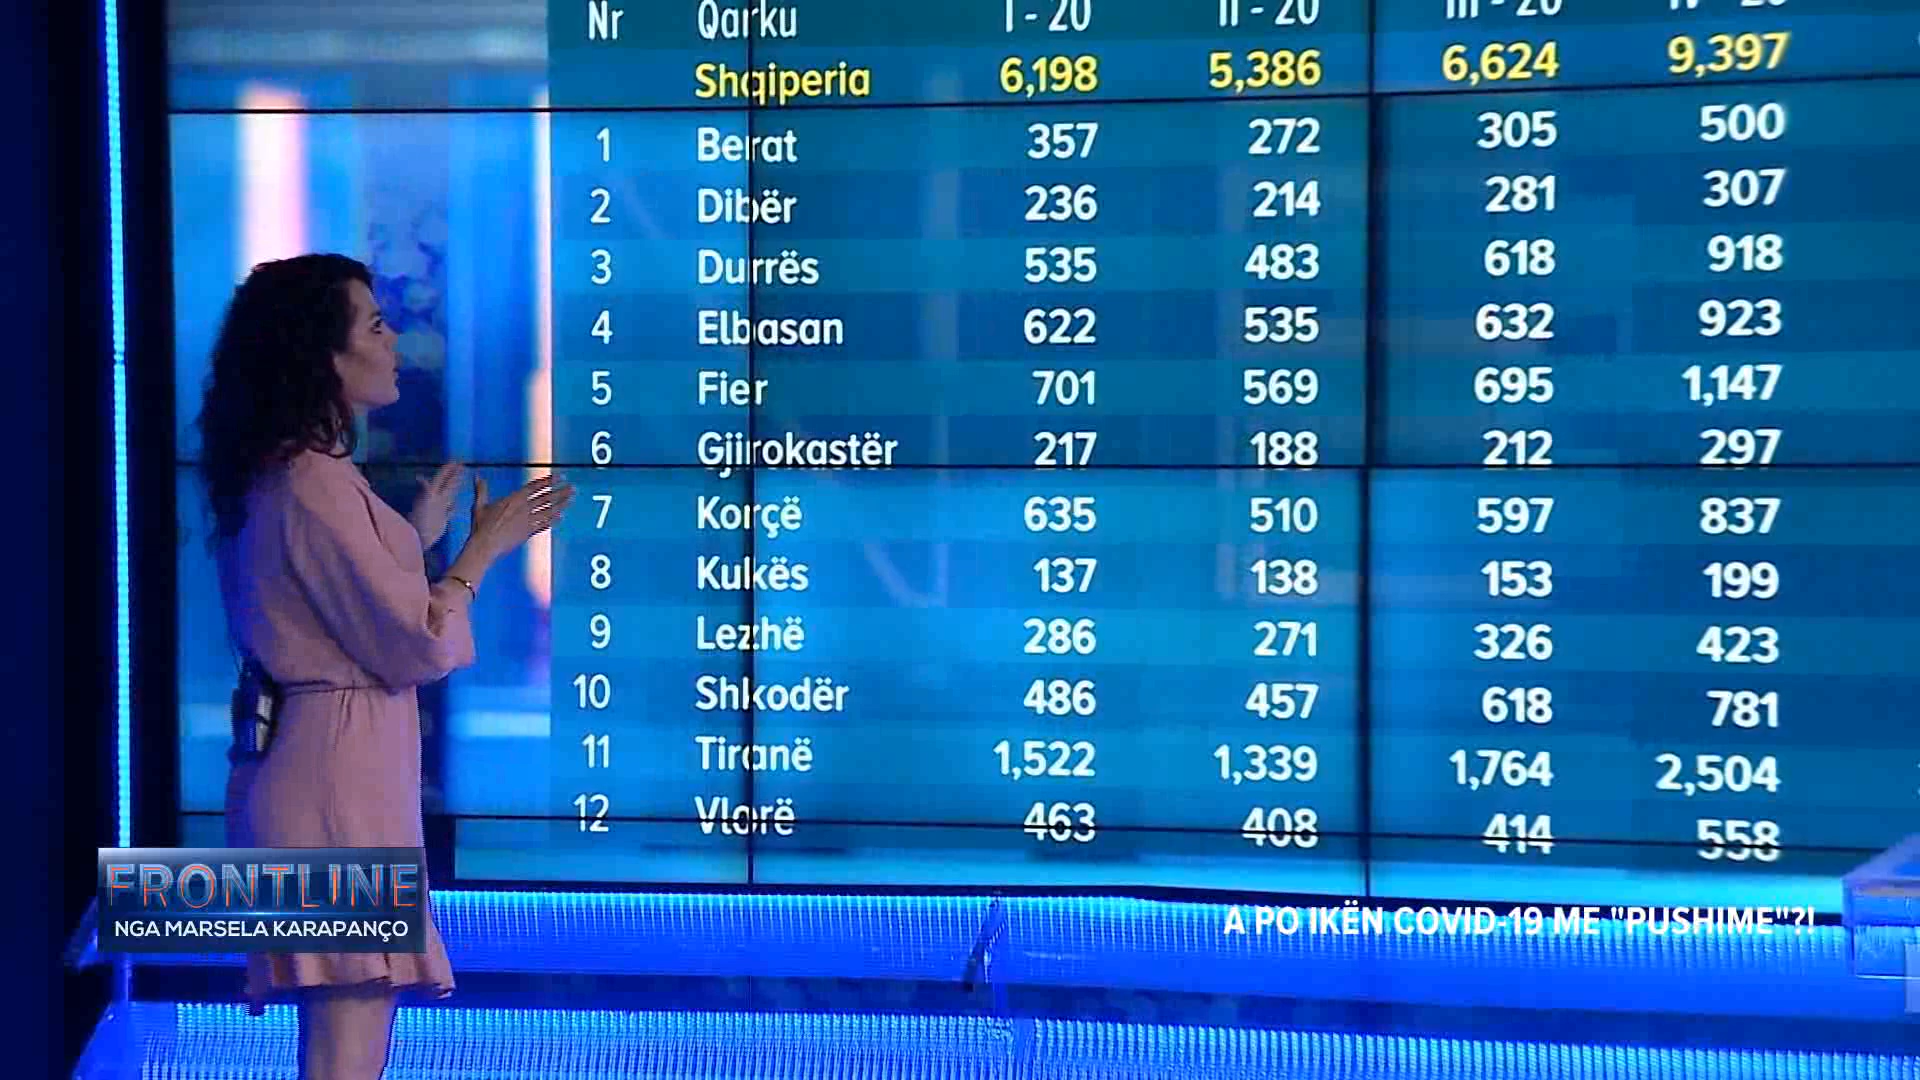 Nr Qarku I - 20 II - 20 III - 20 IV - 20
Shqiperia 6,198 5,386 6,624 9,397
1 Berat 357 272 305 500
2 Dibër 236 214 281 307
3 Durrës 535 483 618 918
4 Elbasan 622 535 632 923
5 Fier 701 569 695 1,147
6 Gjirokastër 217 188 212 297
7 Korçë 635 510 597 837
8 Kukës 137 138 153 199
9 Lezhë 286 271 326 423
10 Shkodër 486 457 618 781
11 Tiranë 1,522 1,339 1,764 2,504
12 Vlorë 463 408 414 558
FRONTLINE
NGA MARSELA KARAPANÇO
A PO IKËN COVID-19 ME "PUSHIME"?!